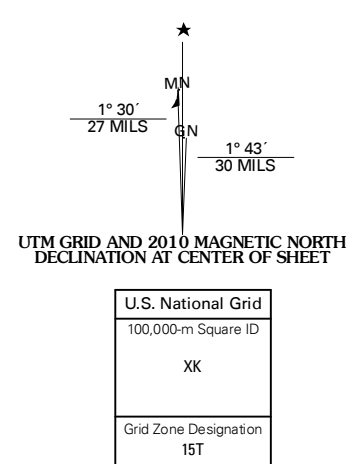 MN
1° 30´
27 MILS
GN
1° 43´
30 MILS
UTM GRID AND 2010 MAGNETIC NORTH
DECLINATION AT CENTER OF SHEET
U.S. National Grid
100,000-m Square ID
XK
Grid Zone Designation
15T